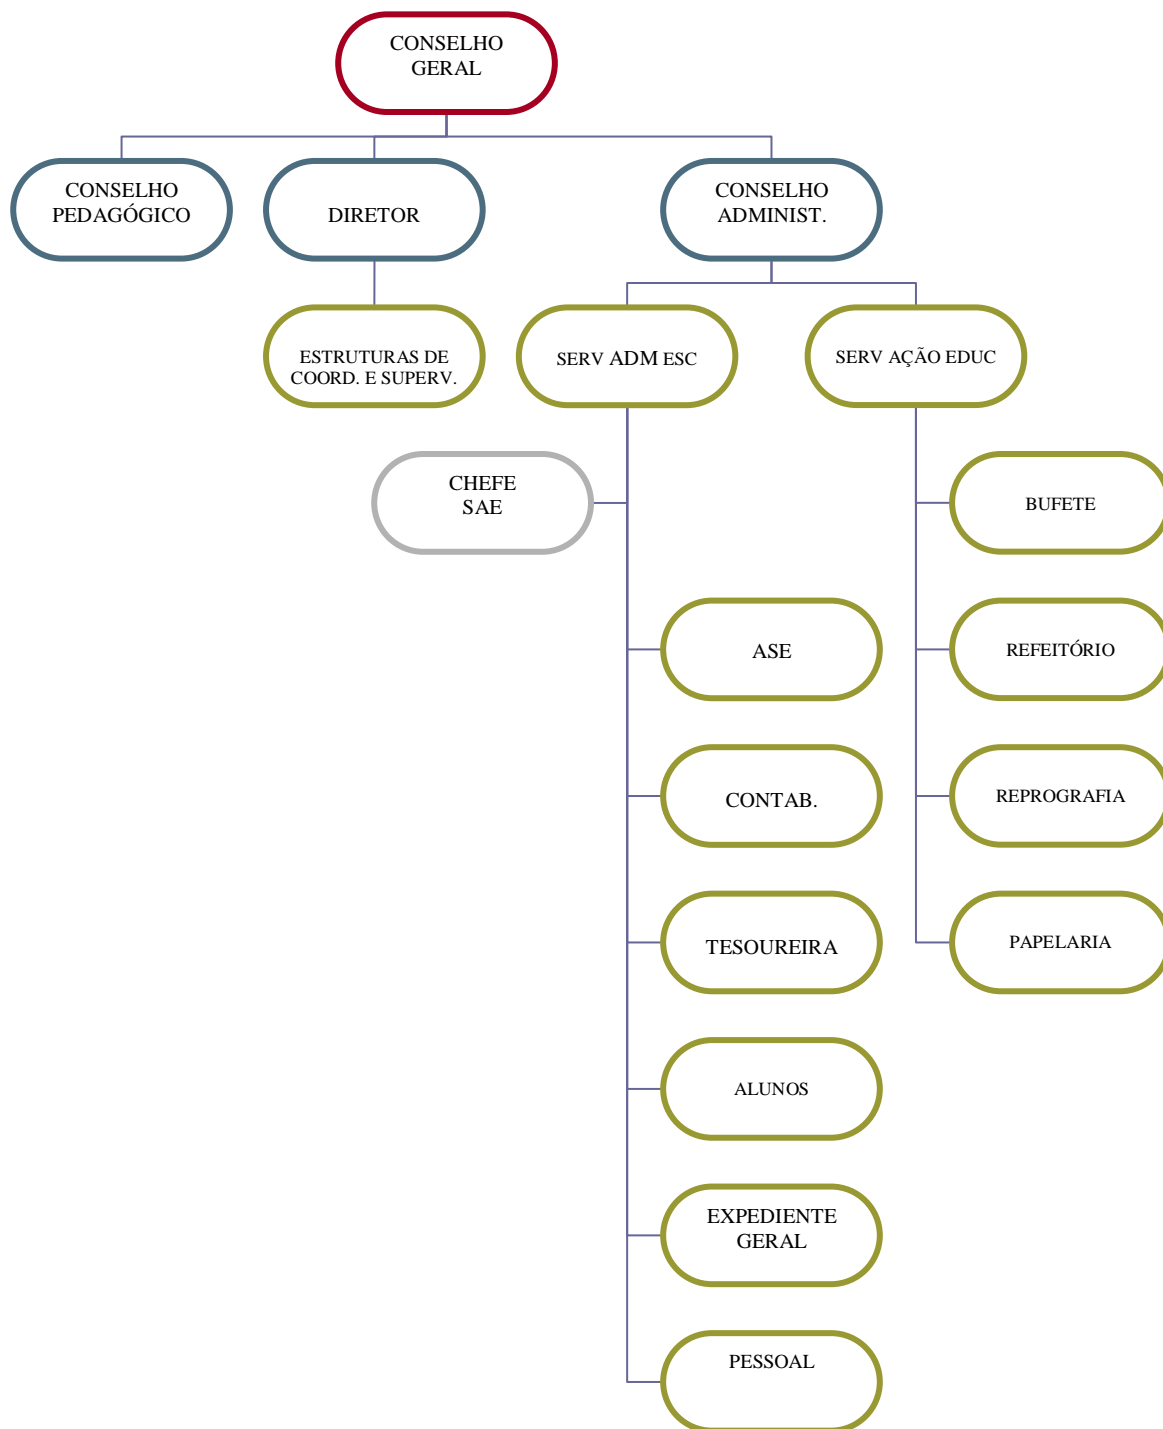 CONSELHO
GERAL
CONSELHO
PEDAGÓGICO
DIRETOR
CONSELHO
ADMINIST.
ESTRUTURAS DE
COORD. E SUPERV.
SERV ADM ESC
SERV AÇÃO EDUC
CHEFE
SAE
BUFETE
ASE
REFEITÓRIO
CONTAB.
REPROGRAFIA
TESOUREIRA
PAPELARIA
ALUNOS
EXPEDIENTE
GERAL
PESSOAL